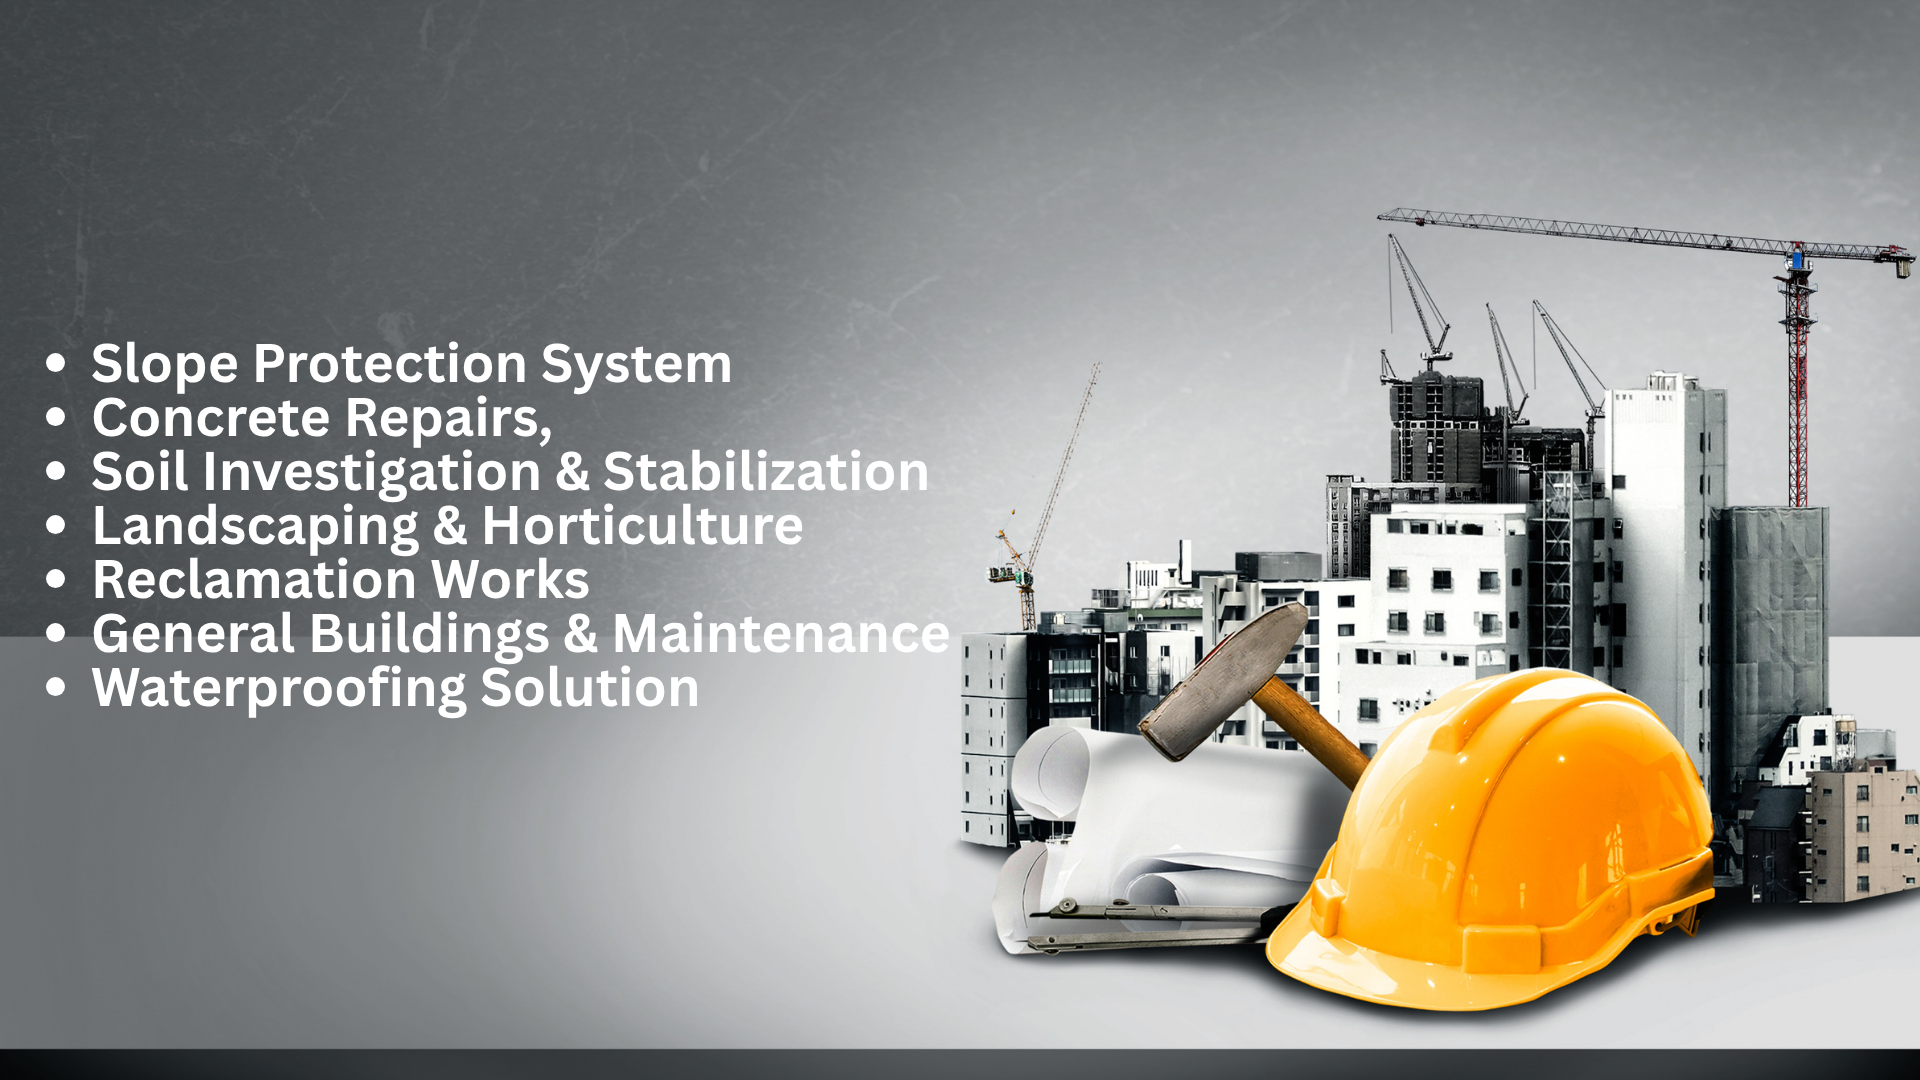 • Slope Protection System
• Concrete Repairs,
• Soil Investigation & Stabilization
• Landscaping & Horticulture
• Reclamation Works
• General Buildings & Maintenance
• Waterproofing Solution